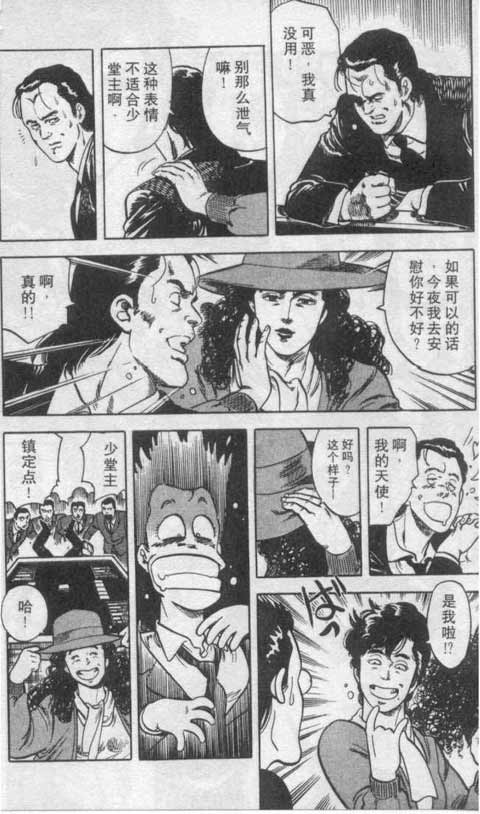 可恶，我真
没用！
别那么泄气
嘛！
这种表情
不适合少
堂主啊．
如果可以的话
，今夜我去安
慰你好不好？
啊，
真的!!
啊，
我的天使！
好吗？
这个样子—
是我啦!?
ばっ
少堂主
镇定点！
哈！